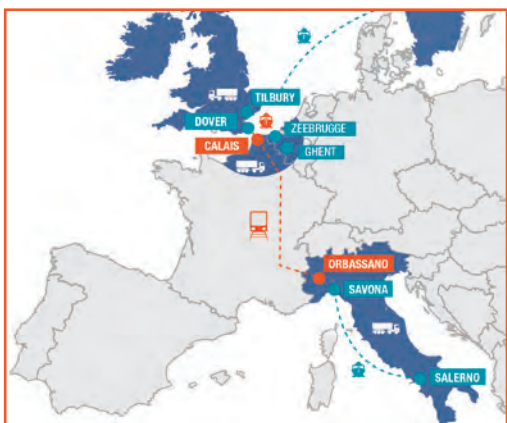 TILBURY
DOVER
ZEEBRUGGE
CALAIS
GHENT
ORBASSANO
SAVONA
SALERNO